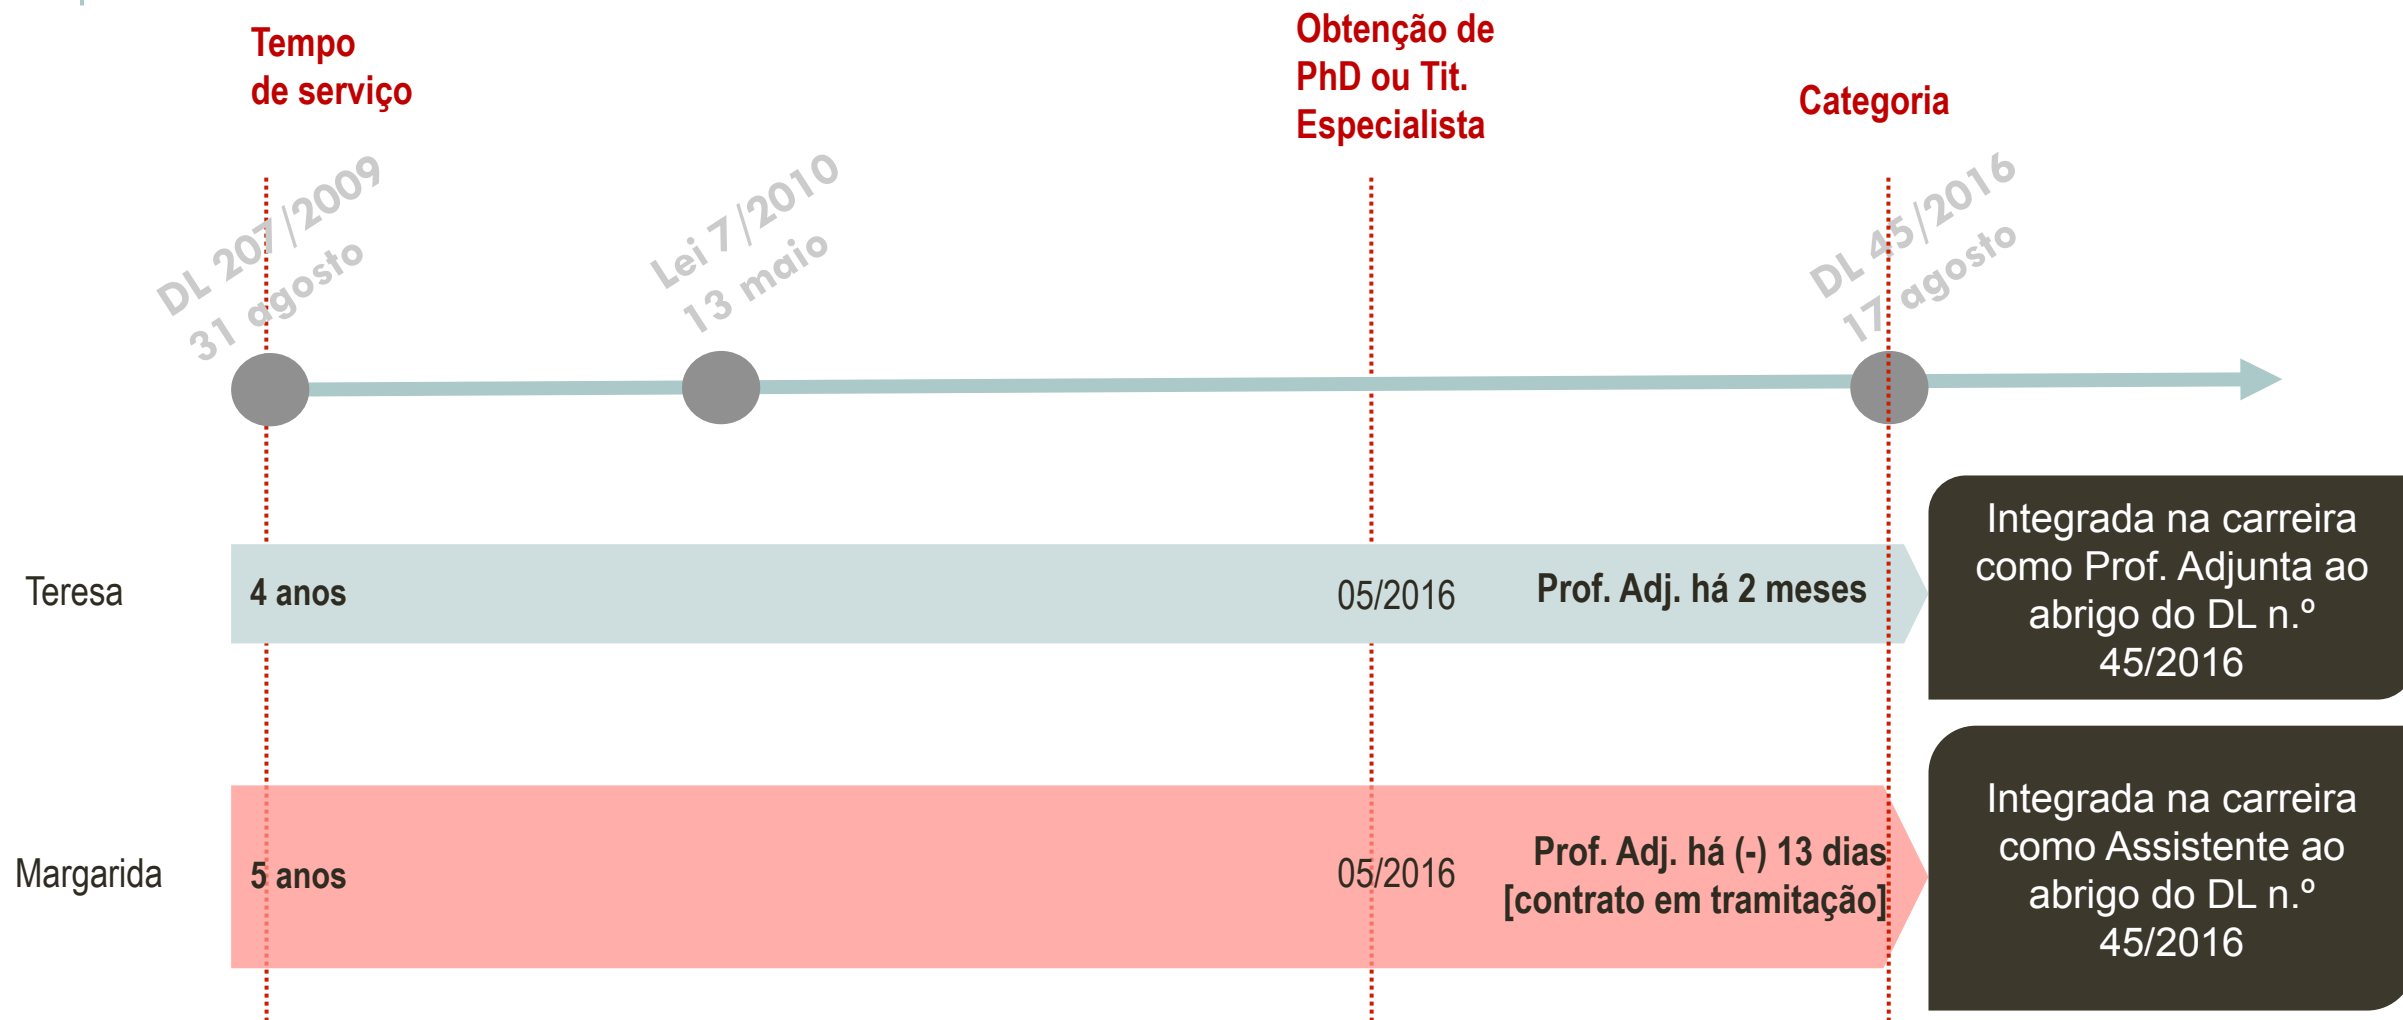 Tempo
de serviço
Obtenção de
PhD ou Tit.
Especialista
Categoria
DL 207/2009
31 agosto
Lei 7/2010
13 maio
DL 45/2016
17 agosto
Teresa
4 anos
05/2016
Prof. Adj. há 2 meses
Integrada na carreira
como Prof. Adjunta ao
abrigo do DL n.º
45/2016
Margarida
5 anos
05/2016
Prof. Adj. há (-) 13 dias
[contrato em tramitação]
Integrada na carreira
como Assistente ao
abrigo do DL n.º
45/2016